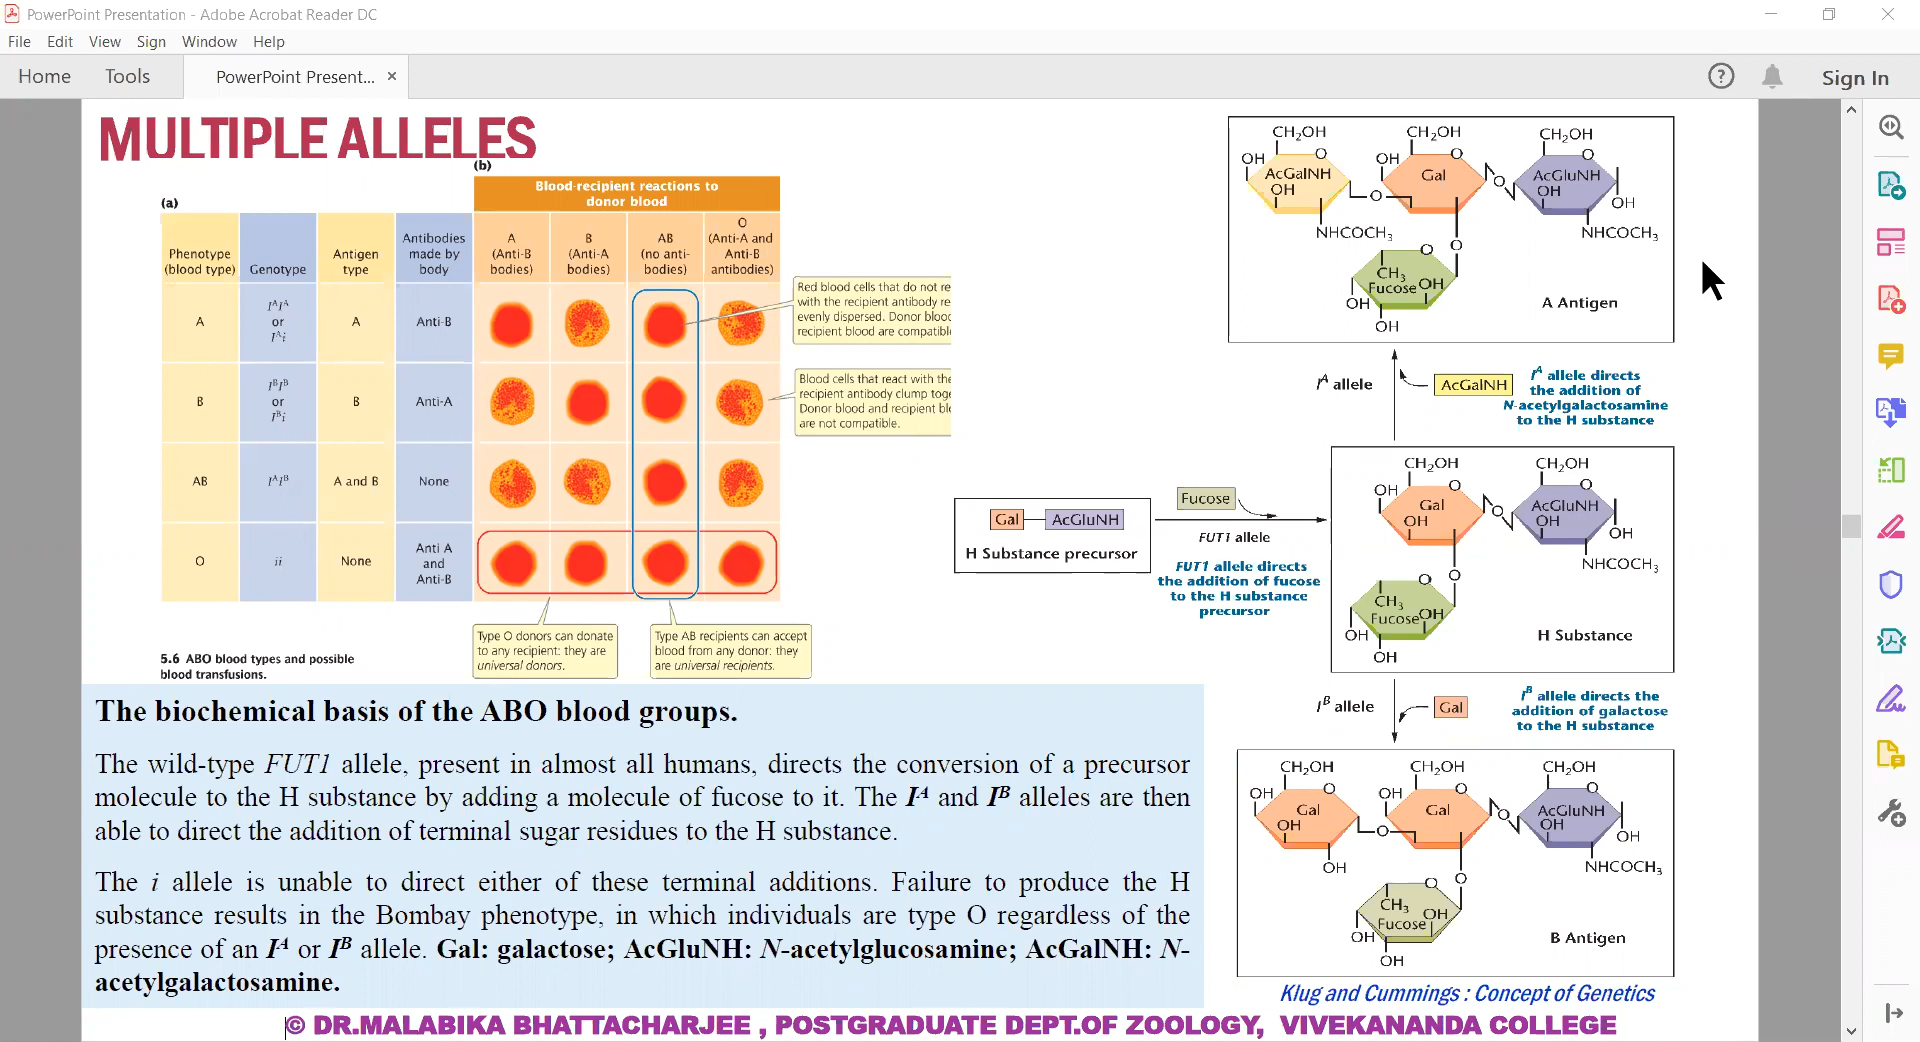 PowerPoint Presentation - Adobe Acrobat Reader DC
File Edit View Sign Window Help
Home Tools PowerPoint Present... × ? Sign In
MULTIPLE ALLELES
(a)
(b)
Blood-recipient reactions to
donor blood
Phenotype
(blood type)
Genotype
Antigen
type
Antibodies
made by
body
A
(Anti-B
bodies)
B
(Anti-A
bodies)
AB
(no anti-
bodies)
O
(Anti-A and
Anti-B
antibodies)
A
IᴬIᴬ
or
Iᴬi
A
Anti-B
B
IᴮIᴮ
or
Iᴮi
B
Anti-A
AB
IᴬIᴮ
A and B
None
O
ii
None
Anti A
and
Anti-B
Red blood cells that do not re
with the recipient antibody re
evenly dispersed. Donor blood
recipient blood are compatibl
Blood cells that react with the
recipient antibody clump toge
Donor blood and recipient bl
are not compatible.
Type O donors can donate
to any recipient: they are
universal donors.
Type AB recipients can accept
blood from any donor: they
are universal recipients.
5.6 ABO blood types and possible
blood transfusions.
The biochemical basis of the ABO blood groups.
The wild-type FUT1 allele, present in almost all humans, directs the conversion of a precursor
molecule to the H substance by adding a molecule of fucose to it. The Iᴬ and Iᴮ alleles are then
able to direct the addition of terminal sugar residues to the H substance.
The i allele is unable to direct either of these terminal additions. Failure to produce the H
substance results in the Bombay phenotype, in which individuals are type O regardless of the
presence of an Iᴬ or Iᴮ allele. Gal: galactose; AcGluNH: N-acetylglucosamine; AcGalNH: N-
acetylgalactosamine.
CH₂OH CH₂OH CH₂OH
OH O OH O O
AcGalNH Gal AcGluNH
OH O OH
O OH
NHCOCH₃ NHCOCH₃
O O
CH₃
Fucose OH
OH
OH
A Antigen
Iᴬ allele
AcGalNH
Iᴬ allele directs
the addition of
N-acetylgalactosamine
to the H substance
Gal AcGluNH
H Substance precursor
Fucose
FUT1 allele
FUT1 allele directs
the addition of fucose
to the H substance
precursor
CH₂OH CH₂OH
OH O O
Gal AcGluNH
OH O OH
OH
NHCOCH₃
O O
CH₃
Fucose OH
OH
OH
H Substance
Iᴮ allele
Gal
Iᴮ allele directs the
addition of galactose
to the H substance
CH₂OH CH₂OH CH₂OH
OH O OH O O
Gal Gal AcGluNH
OH O O OH
OH
OH NHCOCH₃
O O
CH₃
Fucose OH
OH
OH
B Antigen
Klug and Cummings : Concept of Genetics
© DR.MALABIKA BHATTACHARJEE , POSTGRADUATE DEPT.OF ZOOLOGY, VIVEKANANDA COLLEGE